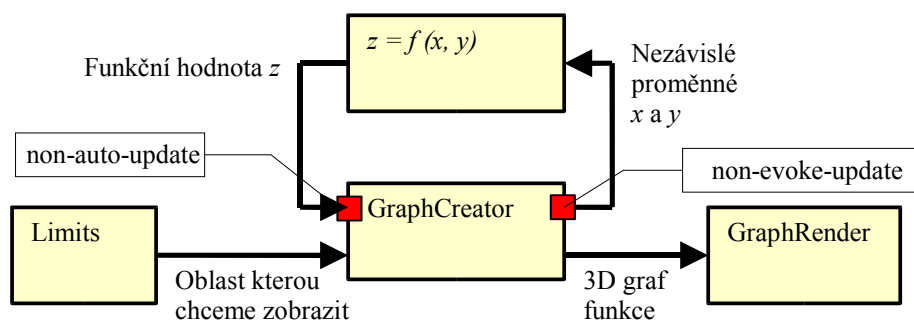 z = f (x, y)
Funkční hodnota z
Nezávislé
proměnné
x a y
non-auto-update
non-evoke-update
GraphCreator
Limits
GraphRender
Oblast kterou
chceme zobrazit
3D graf
funkce